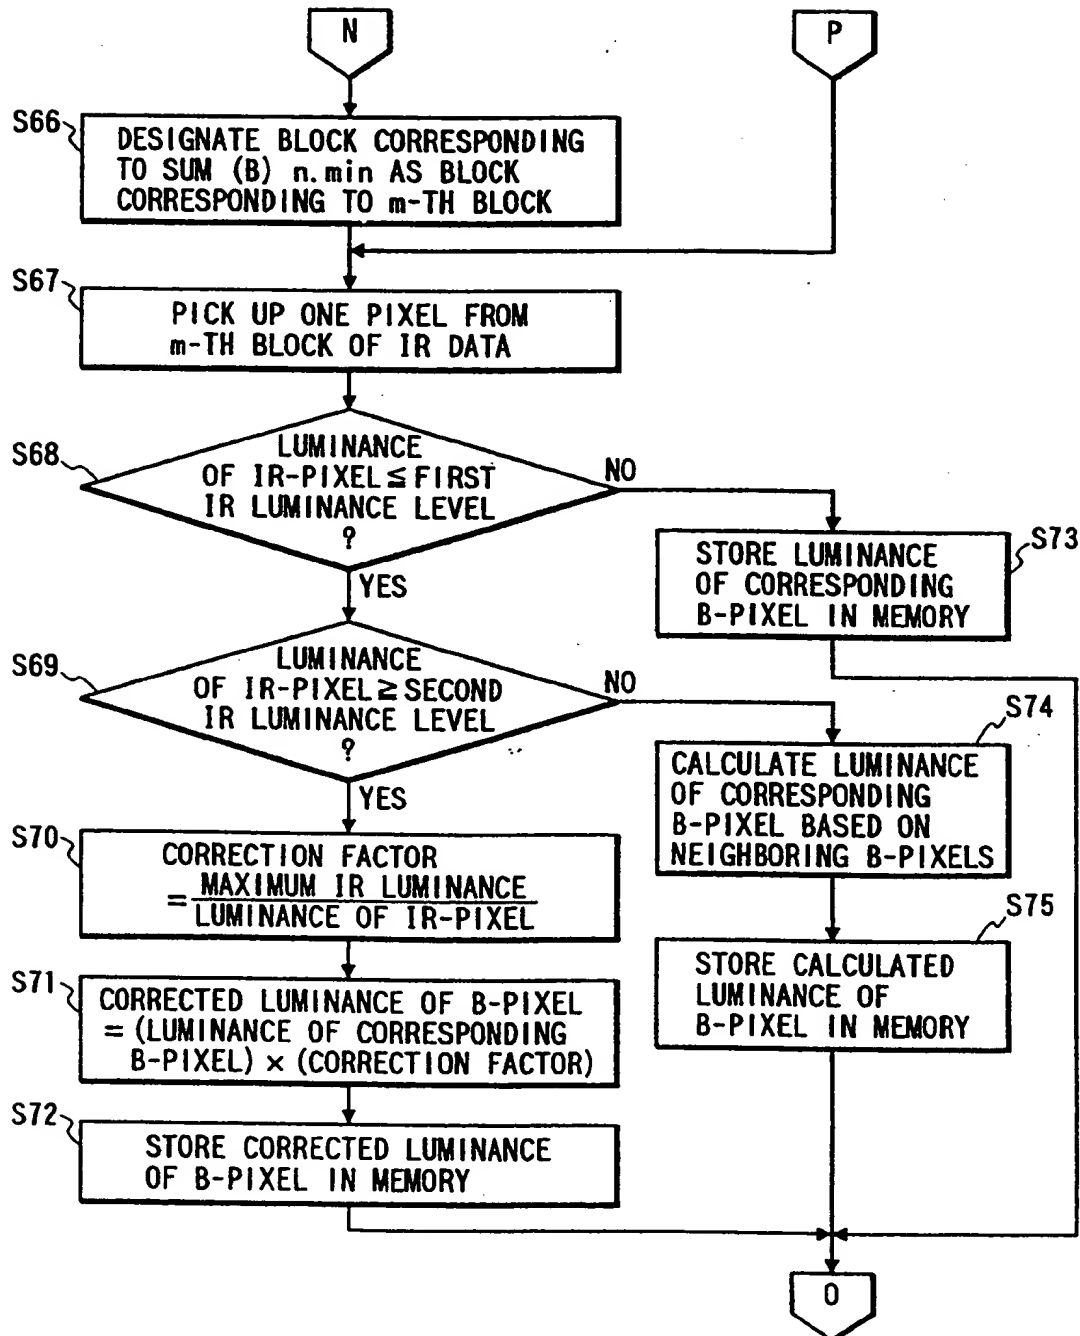 N
P
S66
DESIGNATE BLOCK CORRESPONDING
TO SUM (B) n.min AS BLOCK
CORRESPONDING TO m-TH BLOCK
S67
PICK UP ONE PIXEL FROM
m-TH BLOCK OF IR DATA
S68
LUMINANCE
OF IR-PIXEL ≦ FIRST
IR LUMINANCE LEVEL
?
NO
YES
S73
STORE LUMINANCE
OF CORRESPONDING
B-PIXEL IN MEMORY
S69
LUMINANCE
OF IR-PIXEL ≧ SECOND
IR LUMINANCE LEVEL
?
NO
YES
S74
CALCULATE LUMINANCE
OF CORRESPONDING
B-PIXEL BASED ON
NEIGHBORING B-PIXELS
S70
CORRECTION FACTOR
= MAXIMUM IR LUMINANCE
LUMINANCE OF IR-PIXEL
S75
STORE CALCULATED
LUMINANCE OF
B-PIXEL IN MEMORY
S71
CORRECTED LUMINANCE OF B-PIXEL
= (LUMINANCE OF CORRESPONDING
B-PIXEL) × (CORRECTION FACTOR)
S72
STORE CORRECTED LUMINANCE
OF B-PIXEL IN MEMORY
O